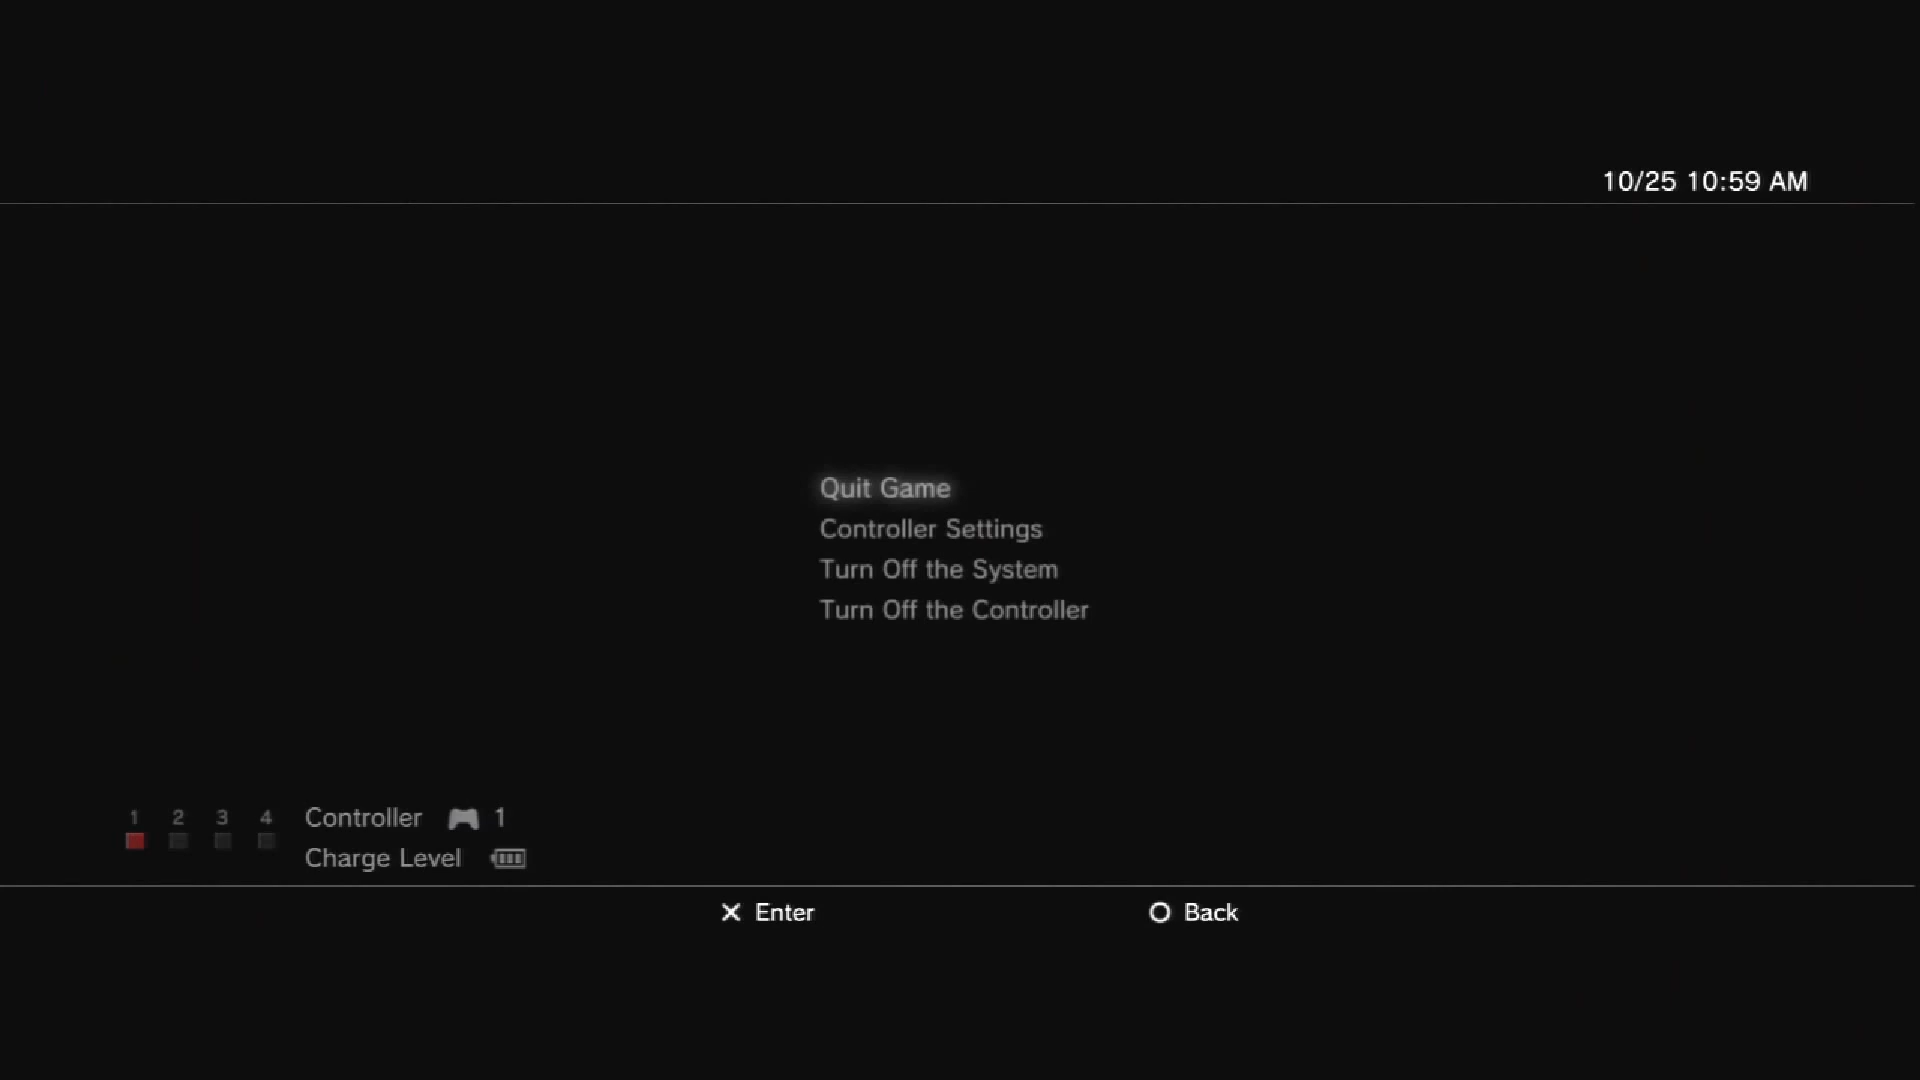 10/25 10:59 AM
Quit Game
Controller Settings
Turn Off the System
Turn Off the Controller
1 2 3 4 Controller 1
Charge Level
Enter Back